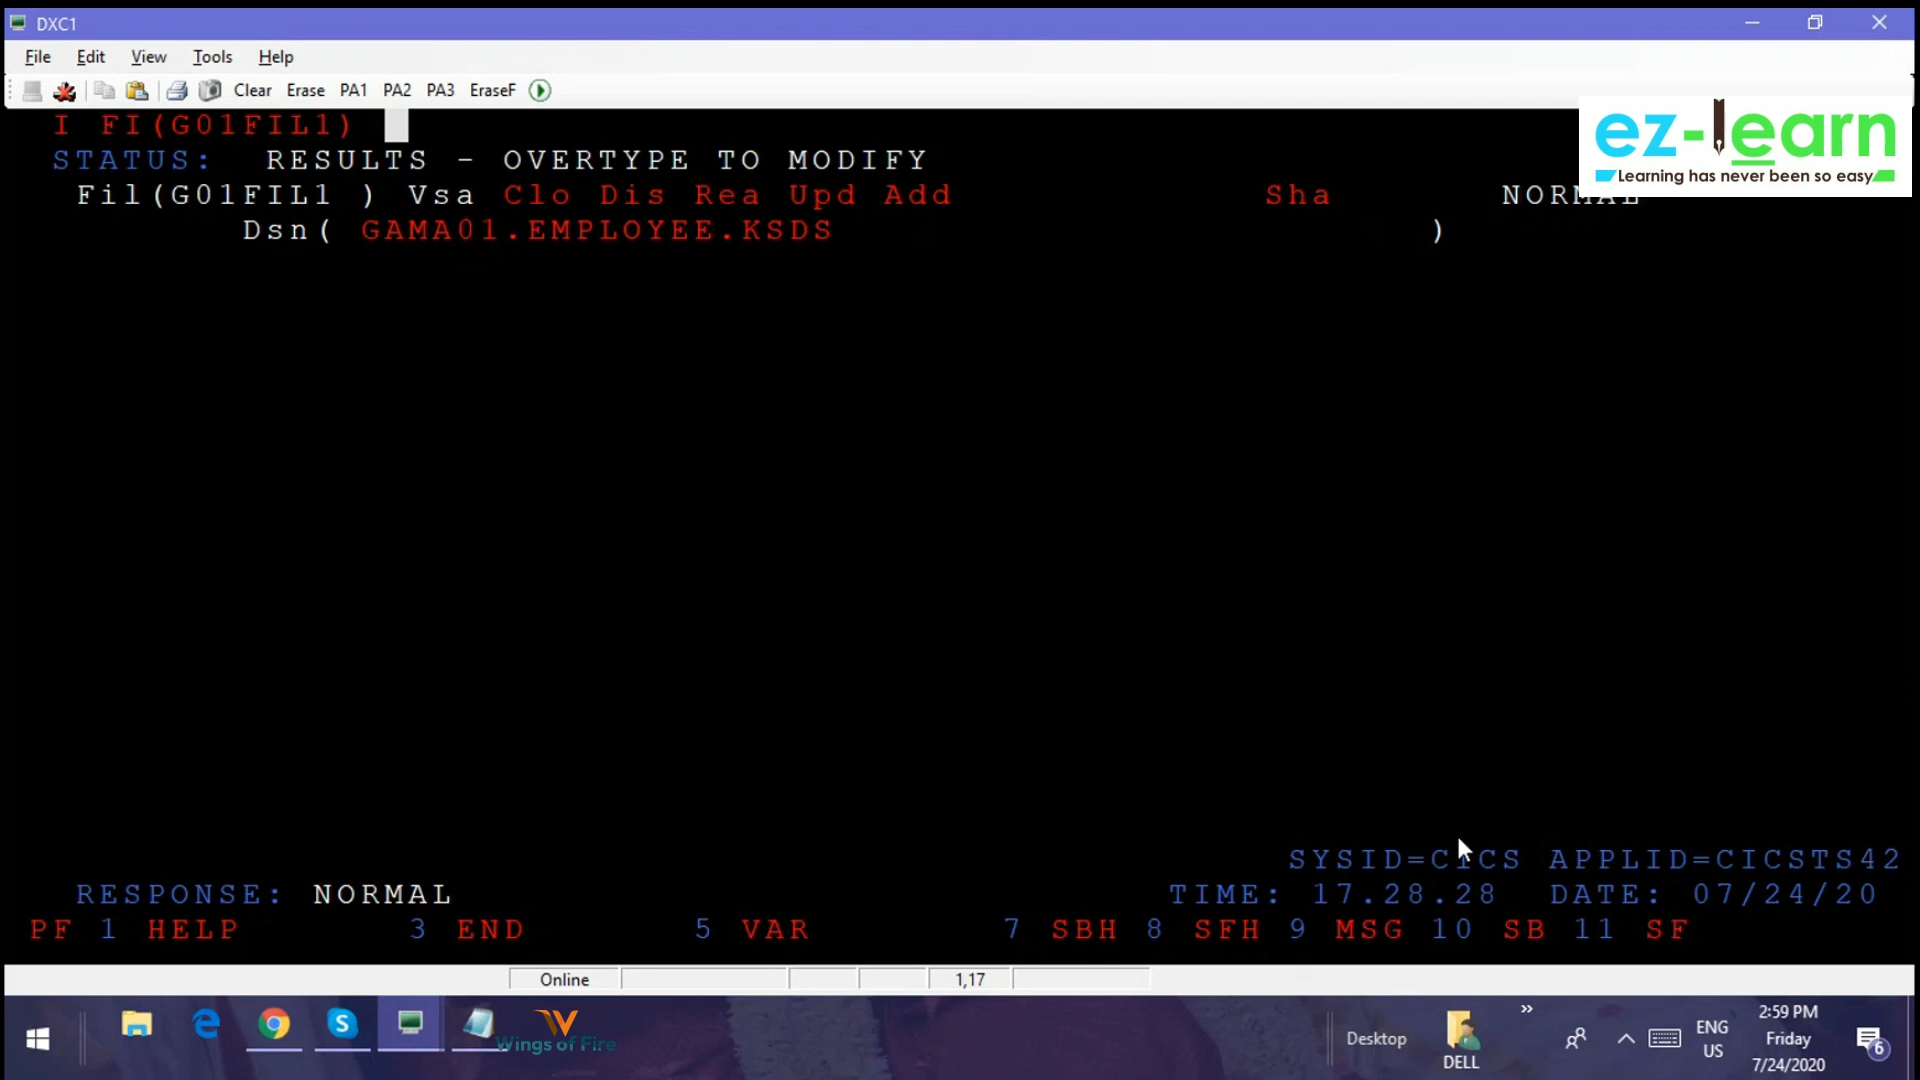 DXC1
File Edit View Tools Help
Clear Erase PA1 PA2 PA3 EraseF
I FI(G01FIL1)
STATUS: RESULTS - OVERTYPE TO MODIFY
Fil(G01FIL1 ) Vsa Clo Dis Rea Upd Add Sha NORMAL
Dsn( GAMA01.EMPLOYEE.KSDS )
ez-learn
Learning has never been so easy
SYSID=CICS APPLID=CICSTS42
RESPONSE: NORMAL TIME: 17.28.28 DATE: 07/24/20
PF 1 HELP 3 END 5 VAR 7 SBH 8 SFH 9 MSG 10 SB 11 SF
Online 1,17
Wings of Fire
Desktop
DELL
ENG
US
2:59 PM
Friday
7/24/2020
6